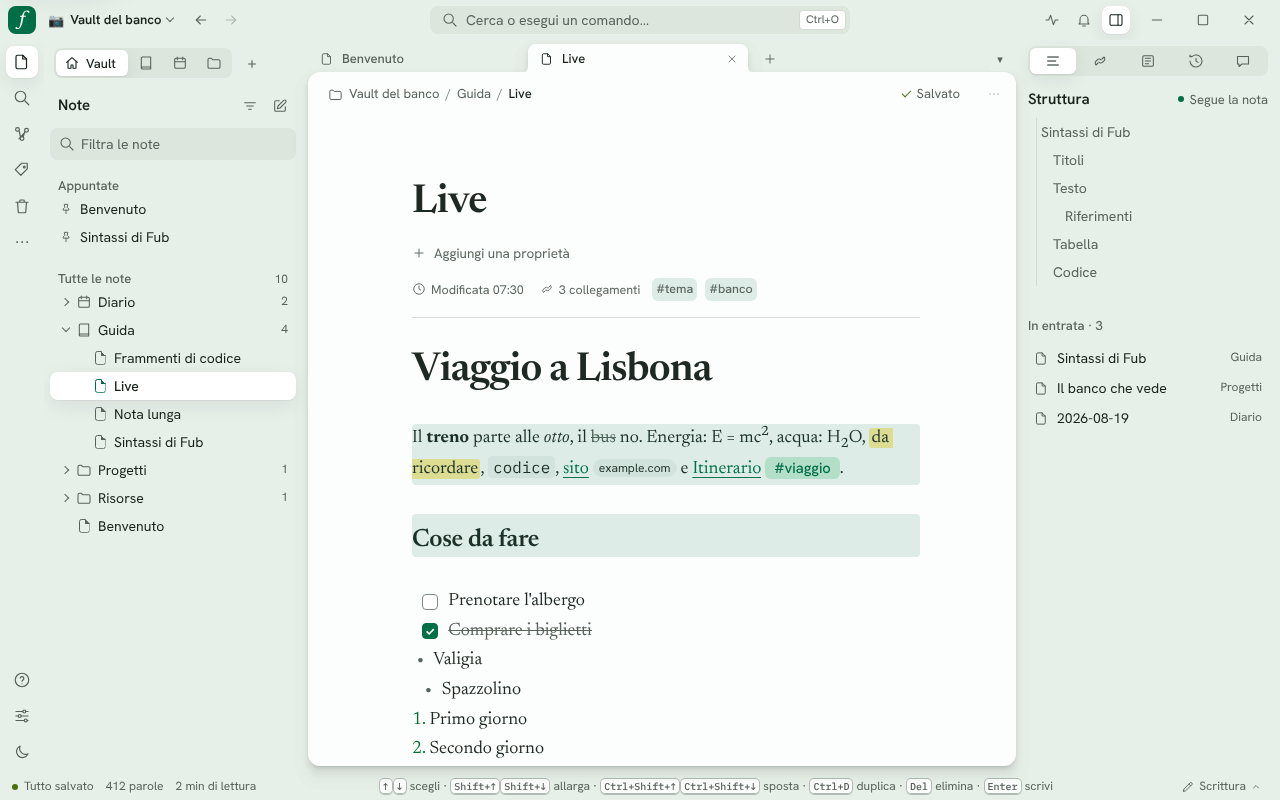 f Vault del banco
Cerca o esegui un comando… Ctrl+O
Vault
Benvenuto
Live
Note
Filtra le note
Appuntate
Benvenuto
Sintassi di Fub
Tutte le note 10
Diario 2
Guida 4
Frammenti di codice
Live
Nota lunga
Sintassi di Fub
Progetti 1
Risorse 1
Benvenuto
Vault del banco / Guida / Live
Salvato
Live
Aggiungi una proprietà
Modificata 07:30 3 collegamenti #tema #banco
Viaggio a Lisbona
Il treno parte alle otto, il bus no. Energia: E = mc², acqua: H₂O, da
ricordare, codice, sito example.com e Itinerario #viaggio.
Cose da fare
Prenotare l'albergo
Comprare i biglietti
• Valigia
• Spazzolino
1. Primo giorno
2. Secondo giorno
Struttura Segue la nota
Sintassi di Fub
Titoli
Testo
Riferimenti
Tabella
Codice
In entrata · 3
Sintassi di Fub Guida
Il banco che vede Progetti
2026-08-19 Diario
Tutto salvato 412 parole 2 min di lettura
↑ ↓ scegli · Shift+↑ Shift+↓ allarga · Ctrl+Shift+↑ Ctrl+Shift+↓ sposta · Ctrl+D duplica · Del elimina · Enter scrivi
Scrittura